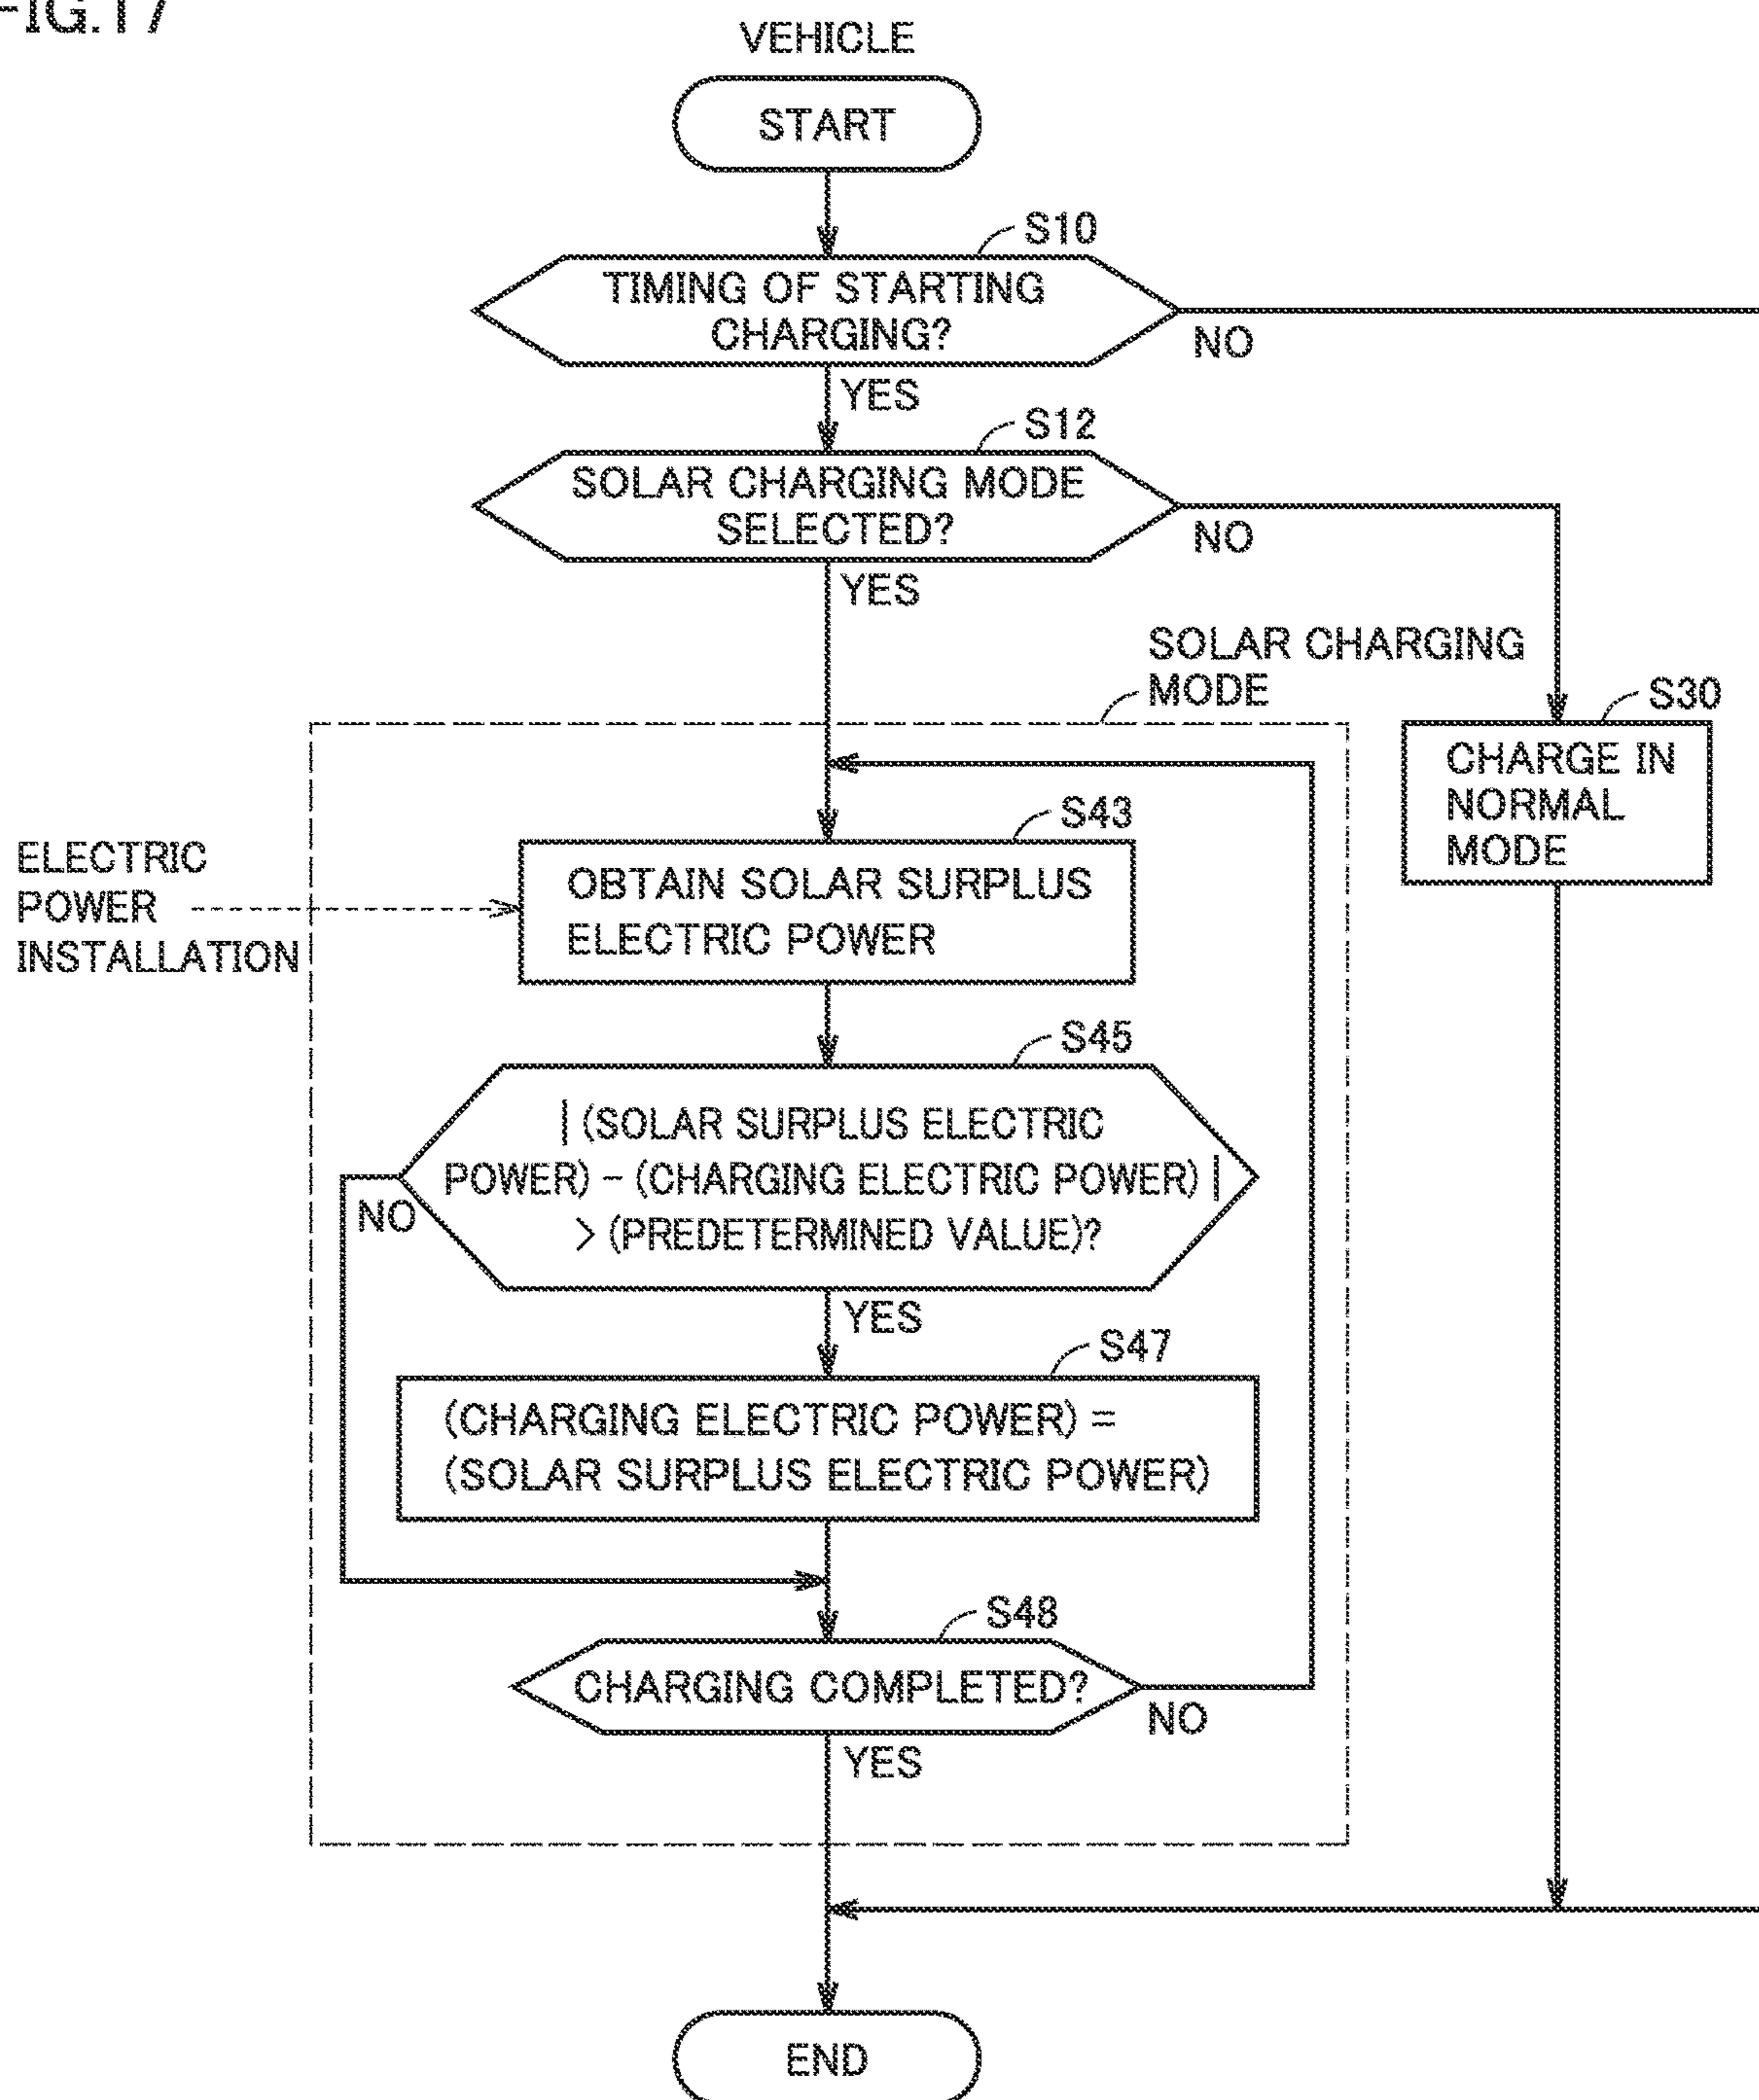 FIG.17
VEHICLE
START
S10
TIMING OF STARTING
CHARGING?
NO
YES
S12
SOLAR CHARGING MODE
SELECTED?
NO
YES
SOLAR CHARGING
MODE
S30
CHARGE IN
NORMAL
MODE
S43
ELECTRIC
POWER
INSTALLATION
OBTAIN SOLAR SURPLUS
ELECTRIC POWER
S45
| (SOLAR SURPLUS ELECTRIC
POWER) - (CHARGING ELECTRIC POWER) |
> (PREDETERMINED VALUE)?
NO
YES
S47
(CHARGING ELECTRIC POWER) =
(SOLAR SURPLUS ELECTRIC POWER)
S48
CHARGING COMPLETED?
NO
YES
END